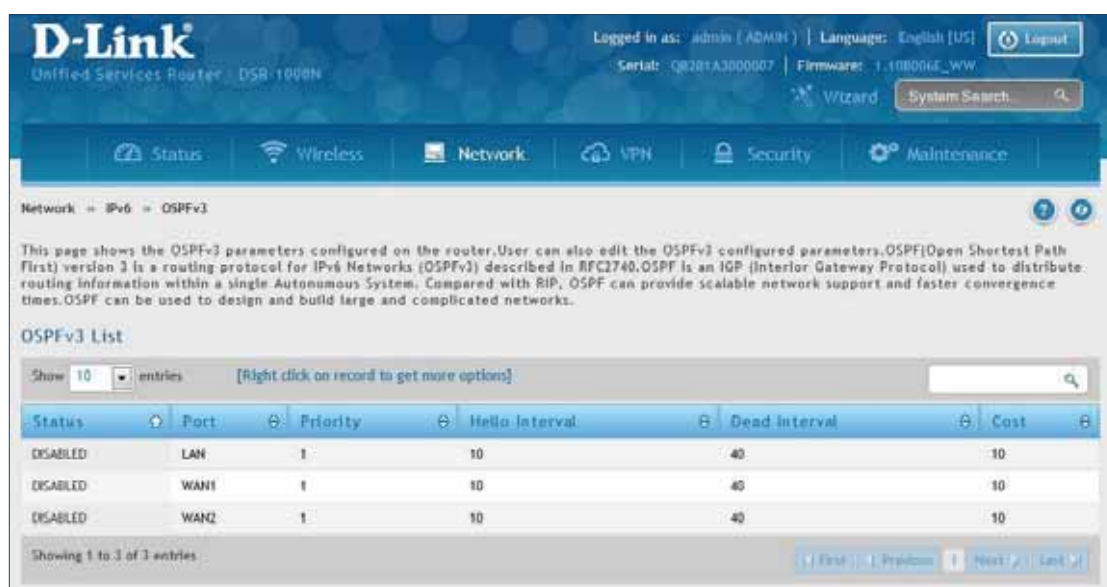 D-Link
Unified Services Router - DSR-1000N
Logged in as: admin ( ADMIN ) | Language: English [US]
Logout
Serial: QB281A3000007 | Firmware: 1.10B006E_WW
Wizard
System Search
Status
Wireless
Network
VPN
Security
Maintenance
Network » IPv6 » OSPFv3
This page shows the OSPFv3 parameters configured on the router.User can also edit the OSPFv3 configured parameters.OSPF(Open Shortest Path
First) version 3 is a routing protocol for IPv6 Networks (OSPFv3) described in RFC2740.OSPF is an IGP (Interior Gateway Protocol) used to distribute
routing information within a single Autonomous System. Compared with RIP, OSPF can provide scalable network support and faster convergence
times.OSPF can be used to design and build large and complicated networks.
OSPFv3 List
Show 10 entries [Right click on record to get more options]
Status Port Priority Hello Interval Dead Interval Cost
DISABLED LAN 1 10 40 10
DISABLED WAN1 1 10 40 10
DISABLED WAN2 1 10 40 10
Showing 1 to 3 of 3 entries
First Previous 1 Next Last